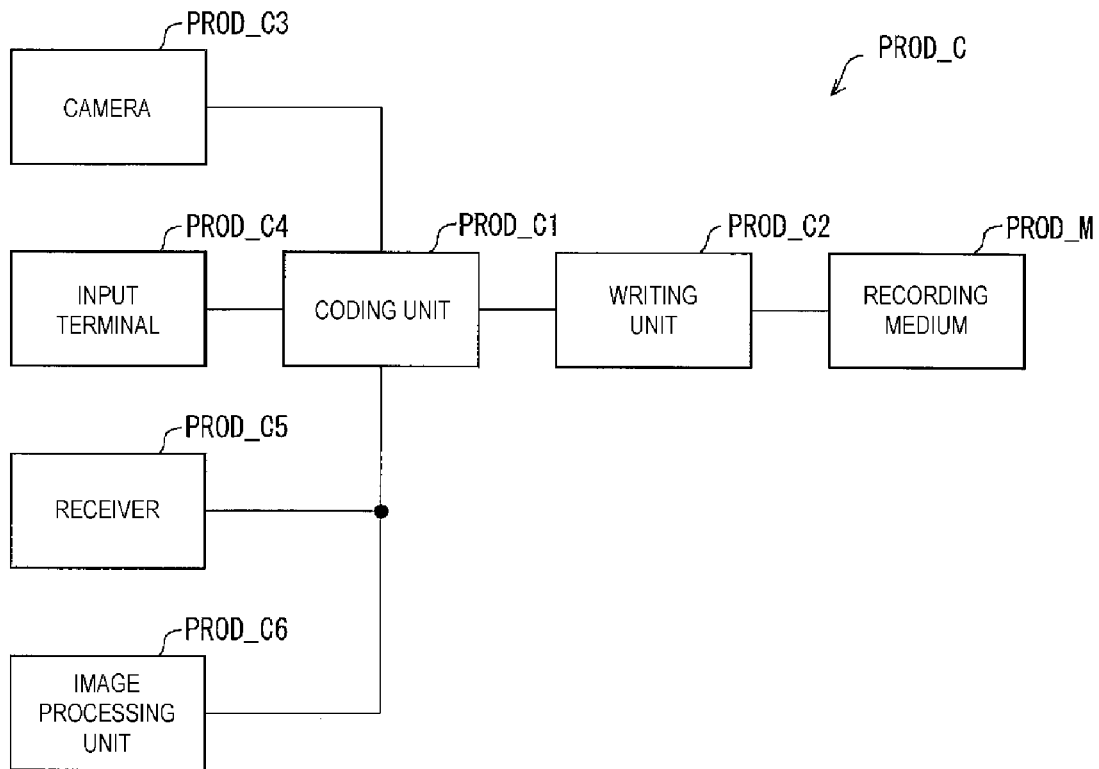 PROD_C3
PROD_C
CAMERA
PROD_C4
PROD_C1
PROD_C2
PROD_M
INPUT
TERMINAL
CODING UNIT
WRITING
UNIT
RECORDING
MEDIUM
PROD_C5
RECEIVER
PROD_C6
IMAGE
PROCESSING
UNIT